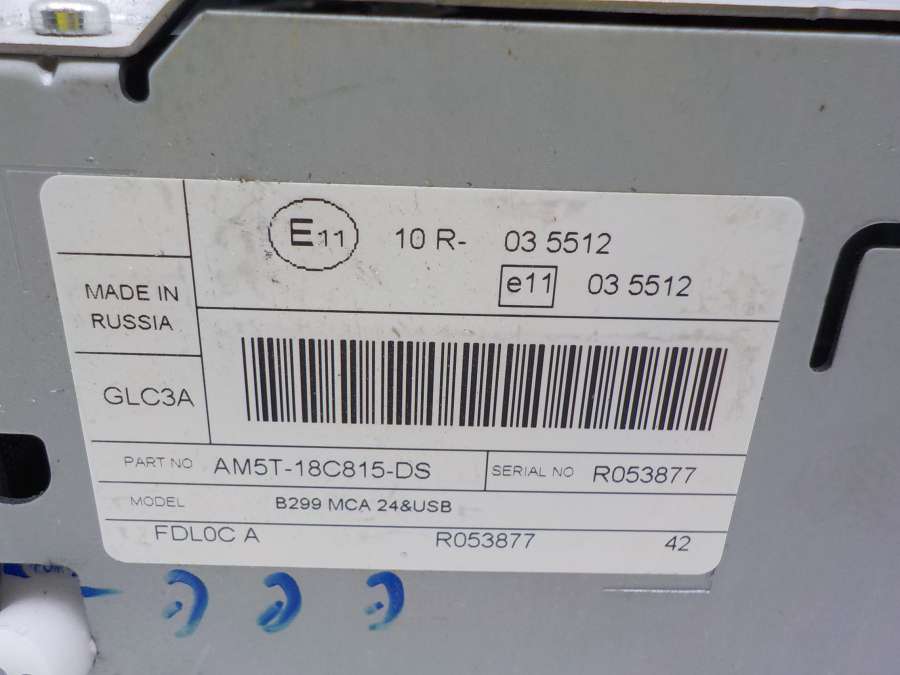 E11 10 R- 03 5512
e11 03 5512
MADE IN
RUSSIA
GLC3A
PART NO AM5T-18C815-DS SERIAL NO R053877
MODEL B299 MCA 24&USB
FDL0C A R053877 42